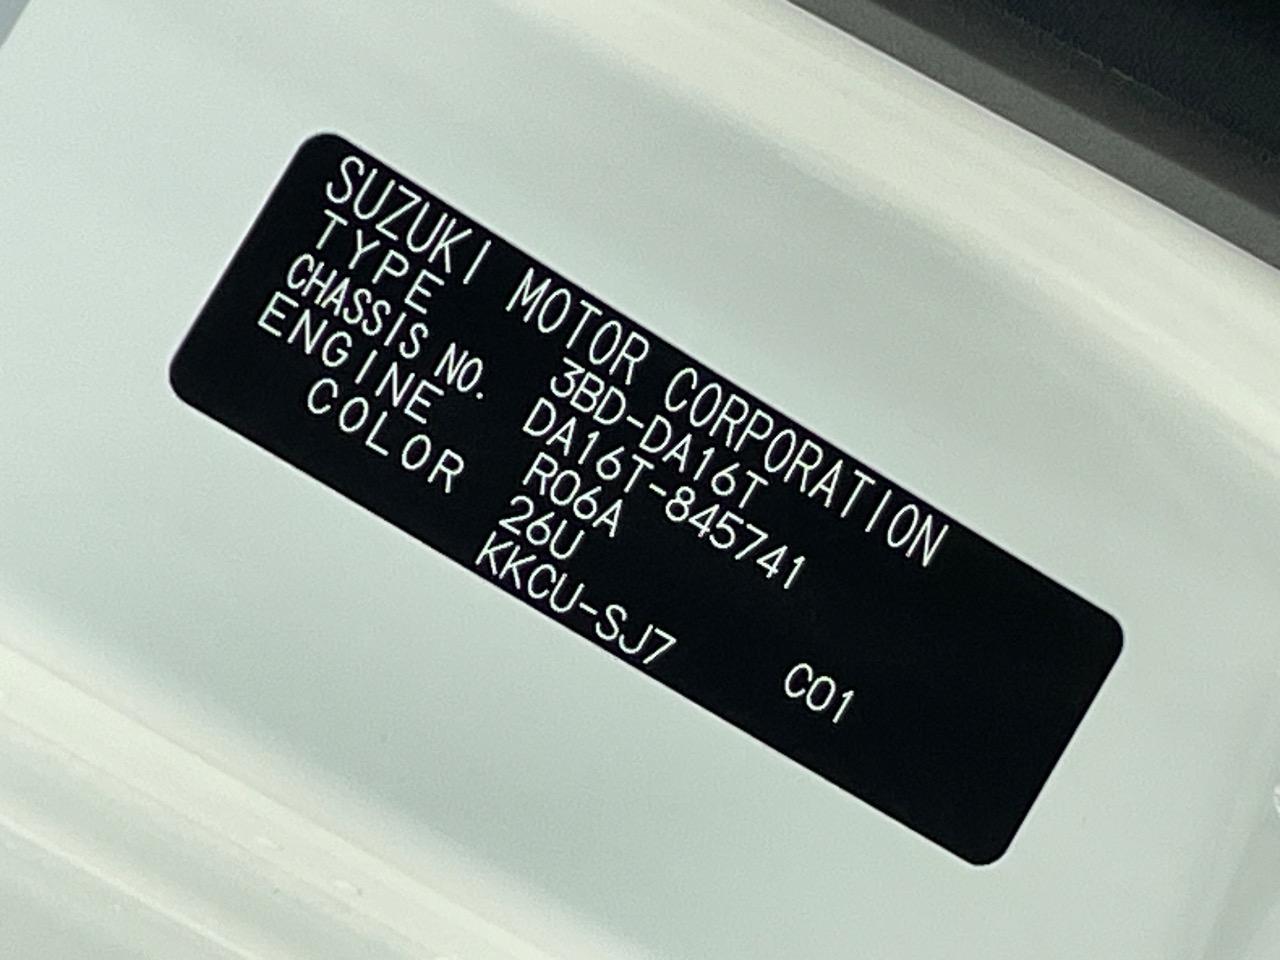 SUZUKI MOTOR CORPORATION
TYPE 3BD-DA16T
CHASSIS NO. DA16T-845741
ENGINE R06A
COLOR 26U
KKCU-SJ7 C01